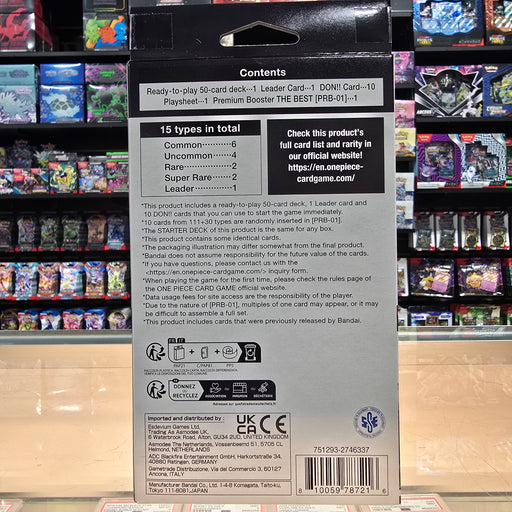 Contents
Ready-to-play 50-card deck···1 Leader Card···1 DON!! Card···10
Playsheet···1 Premium Booster THE BEST [PRB-01]···1
15 types in total
Common·········6
Uncommon·······4
Rare···············2
Super Rare·······2
Leader············1
Check this product's
full card list and rarity in
our official website!
https://en.onepiece-
cardgame.com/
*This product includes a ready-to-play 50-card deck, 1 Leader card and
10 DON!! cards that you can use to start the game immediately.
*10 cards from 111+30 types are randomly inserted in [PRB-01].
*The STARTER DECK of this product is the same for any box.
*This product contains some identical cards.
*The packaging illustration may differ somewhat from the final product.
*Bandai does not assume responsibility for the future value of the cards.
*If you have questions, please contact us with the
<https://en.onepiece-cardgame.com/> inquiry form.
*When playing the game for the first time, please check the rules page of
the ONE PIECE CARD GAME official website.
*Data usage fees for site access are the responsibility of the player.
*Due to the nature of [PRB-01], multiples of one card may appear, or it may
be difficult to assemble a full set.
*This product includes cards that were previously released by Bandai.
FR IT
PAP21 C/PAP81 PP5
DONNEZ
OU
RECYCLEZ
ASSOCIATION OU OU DÉCHÈTERIE
Imported and distributed by :
Esdevium Games Ltd.
Trading As Asmodee UK,
6 Waterbrook Road, Alton, GU34 2UD, UNITED KINGDOM
Asmodee The Netherlands, Vossenbeemd 51, 5705 CL,
Helmond, NETHERLANDS
ADC Blackfire Entertainment GmbH, Harkortstraße 34,
40880 Ratingen, GERMANY
Gametrade Distribuzione, Via del Commercio 3, 60121
Ancona, ITALY
Manufacturer Bandai Co., Ltd. 1-4-8 Komagata, Taito-ku,
Tokyo 111-8081,JAPAN
UK
CA
CE
751293-2746337
8 10059 78721 6